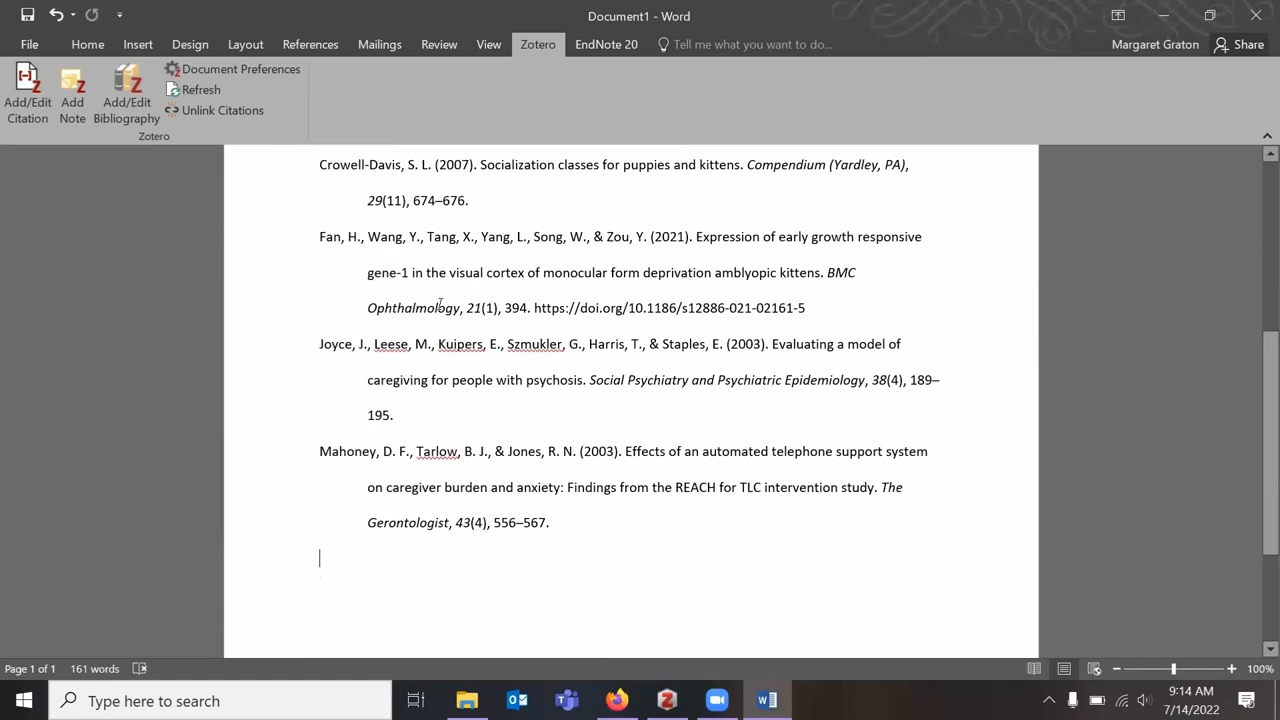 Document1 - Word
File Home Insert Design Layout References Mailings Review View Zotero EndNote 20 Tell me what you want to do... Margaret Graton Share
Add/Edit Citation
Add Note
Add/Edit Bibliography
Document Preferences
Refresh
Unlink Citations
Zotero
Crowell-Davis, S. L. (2007). Socialization classes for puppies and kittens. Compendium (Yardley, PA),
29(11), 674–676.
Fan, H., Wang, Y., Tang, X., Yang, L., Song, W., & Zou, Y. (2021). Expression of early growth responsive
gene-1 in the visual cortex of monocular form deprivation amblyopic kittens. BMC
Ophthalmology, 21(1), 394. https://doi.org/10.1186/s12886-021-02161-5
Joyce, J., Leese, M., Kuipers, E., Szmukler, G., Harris, T., & Staples, E. (2003). Evaluating a model of
caregiving for people with psychosis. Social Psychiatry and Psychiatric Epidemiology, 38(4), 189–
195.
Mahoney, D. F., Tarlow, B. J., & Jones, R. N. (2003). Effects of an automated telephone support system
on caregiver burden and anxiety: Findings from the REACH for TLC intervention study. The
Gerontologist, 43(4), 556–567.
Page 1 of 1 161 words 100%
Type here to search
9:14 AM
7/14/2022